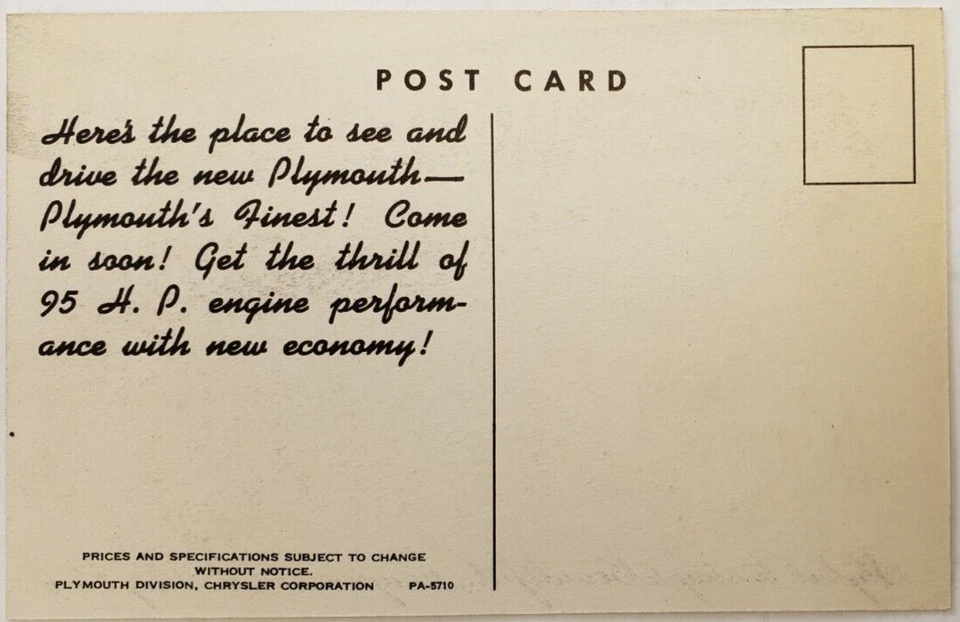 POST CARD
Here's the place to see and
drive the new Plymouth—
Plymouth's Finest! Come
in soon! Get the thrill of
95 H. P. engine perform-
ance with new economy!
PRICES AND SPECIFICATIONS SUBJECT TO CHANGE
WITHOUT NOTICE.
PLYMOUTH DIVISION, CHRYSLER CORPORATION PA-5710